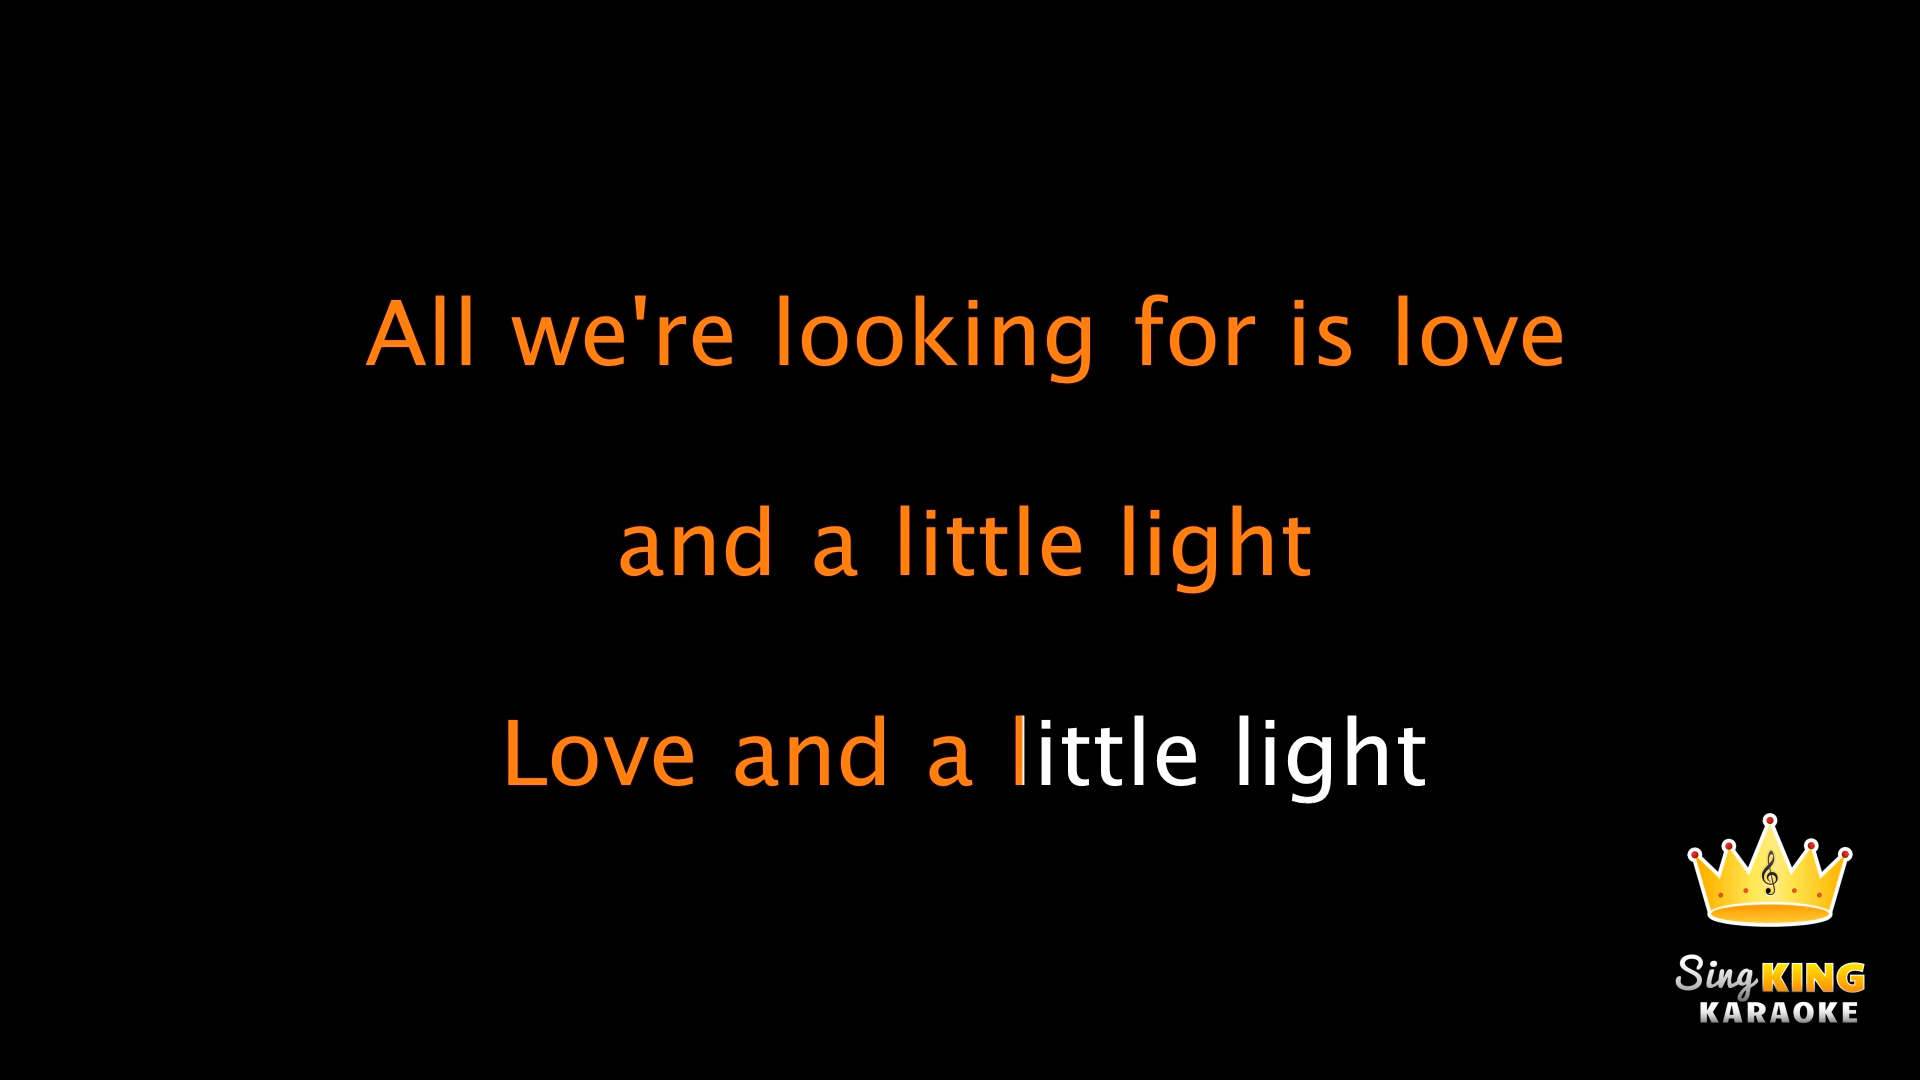 All we're looking for is love
and a little light
Love and a little light
Sing KING
KARAOKE